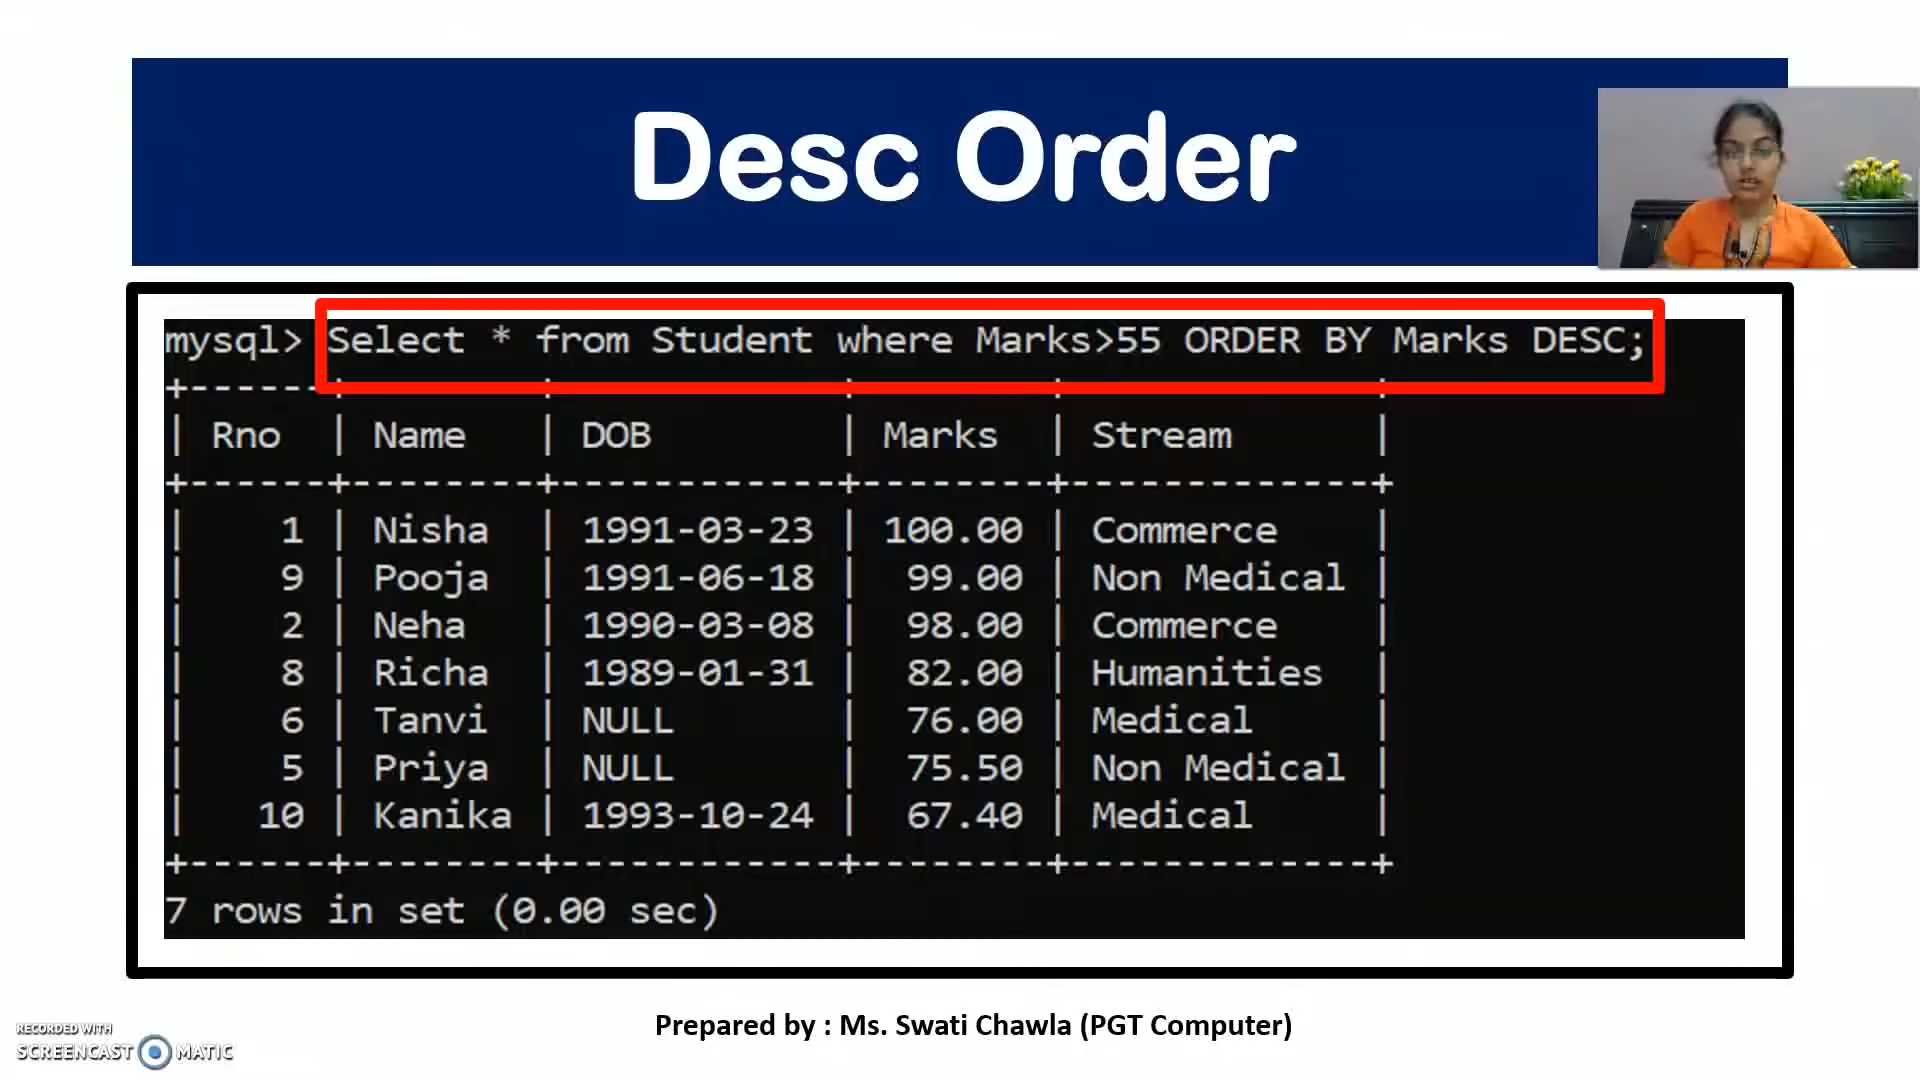 Desc Order
mysql> Select * from Student where Marks>55 ORDER BY Marks DESC;
| Rno | Name | DOB | Marks | Stream |
| 1 | Nisha | 1991-03-23 | 100.00 | Commerce |
| 9 | Pooja | 1991-06-18 | 99.00 | Non Medical |
| 2 | Neha | 1990-03-08 | 98.00 | Commerce |
| 8 | Richa | 1989-01-31 | 82.00 | Humanities |
| 6 | Tanvi | NULL | 76.00 | Medical |
| 5 | Priya | NULL | 75.50 | Non Medical |
| 10 | Kanika | 1993-10-24 | 67.40 | Medical |
7 rows in set (0.00 sec)
Prepared by : Ms. Swati Chawla (PGT Computer)
RECORDED WITH
SCREENCAST MATIC